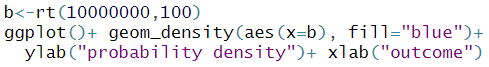 b<-rt(10000000,100)
ggplot()+ geom_density(aes(x=b), fill="blue")+
  ylab("probability density")+ xlab("outcome")